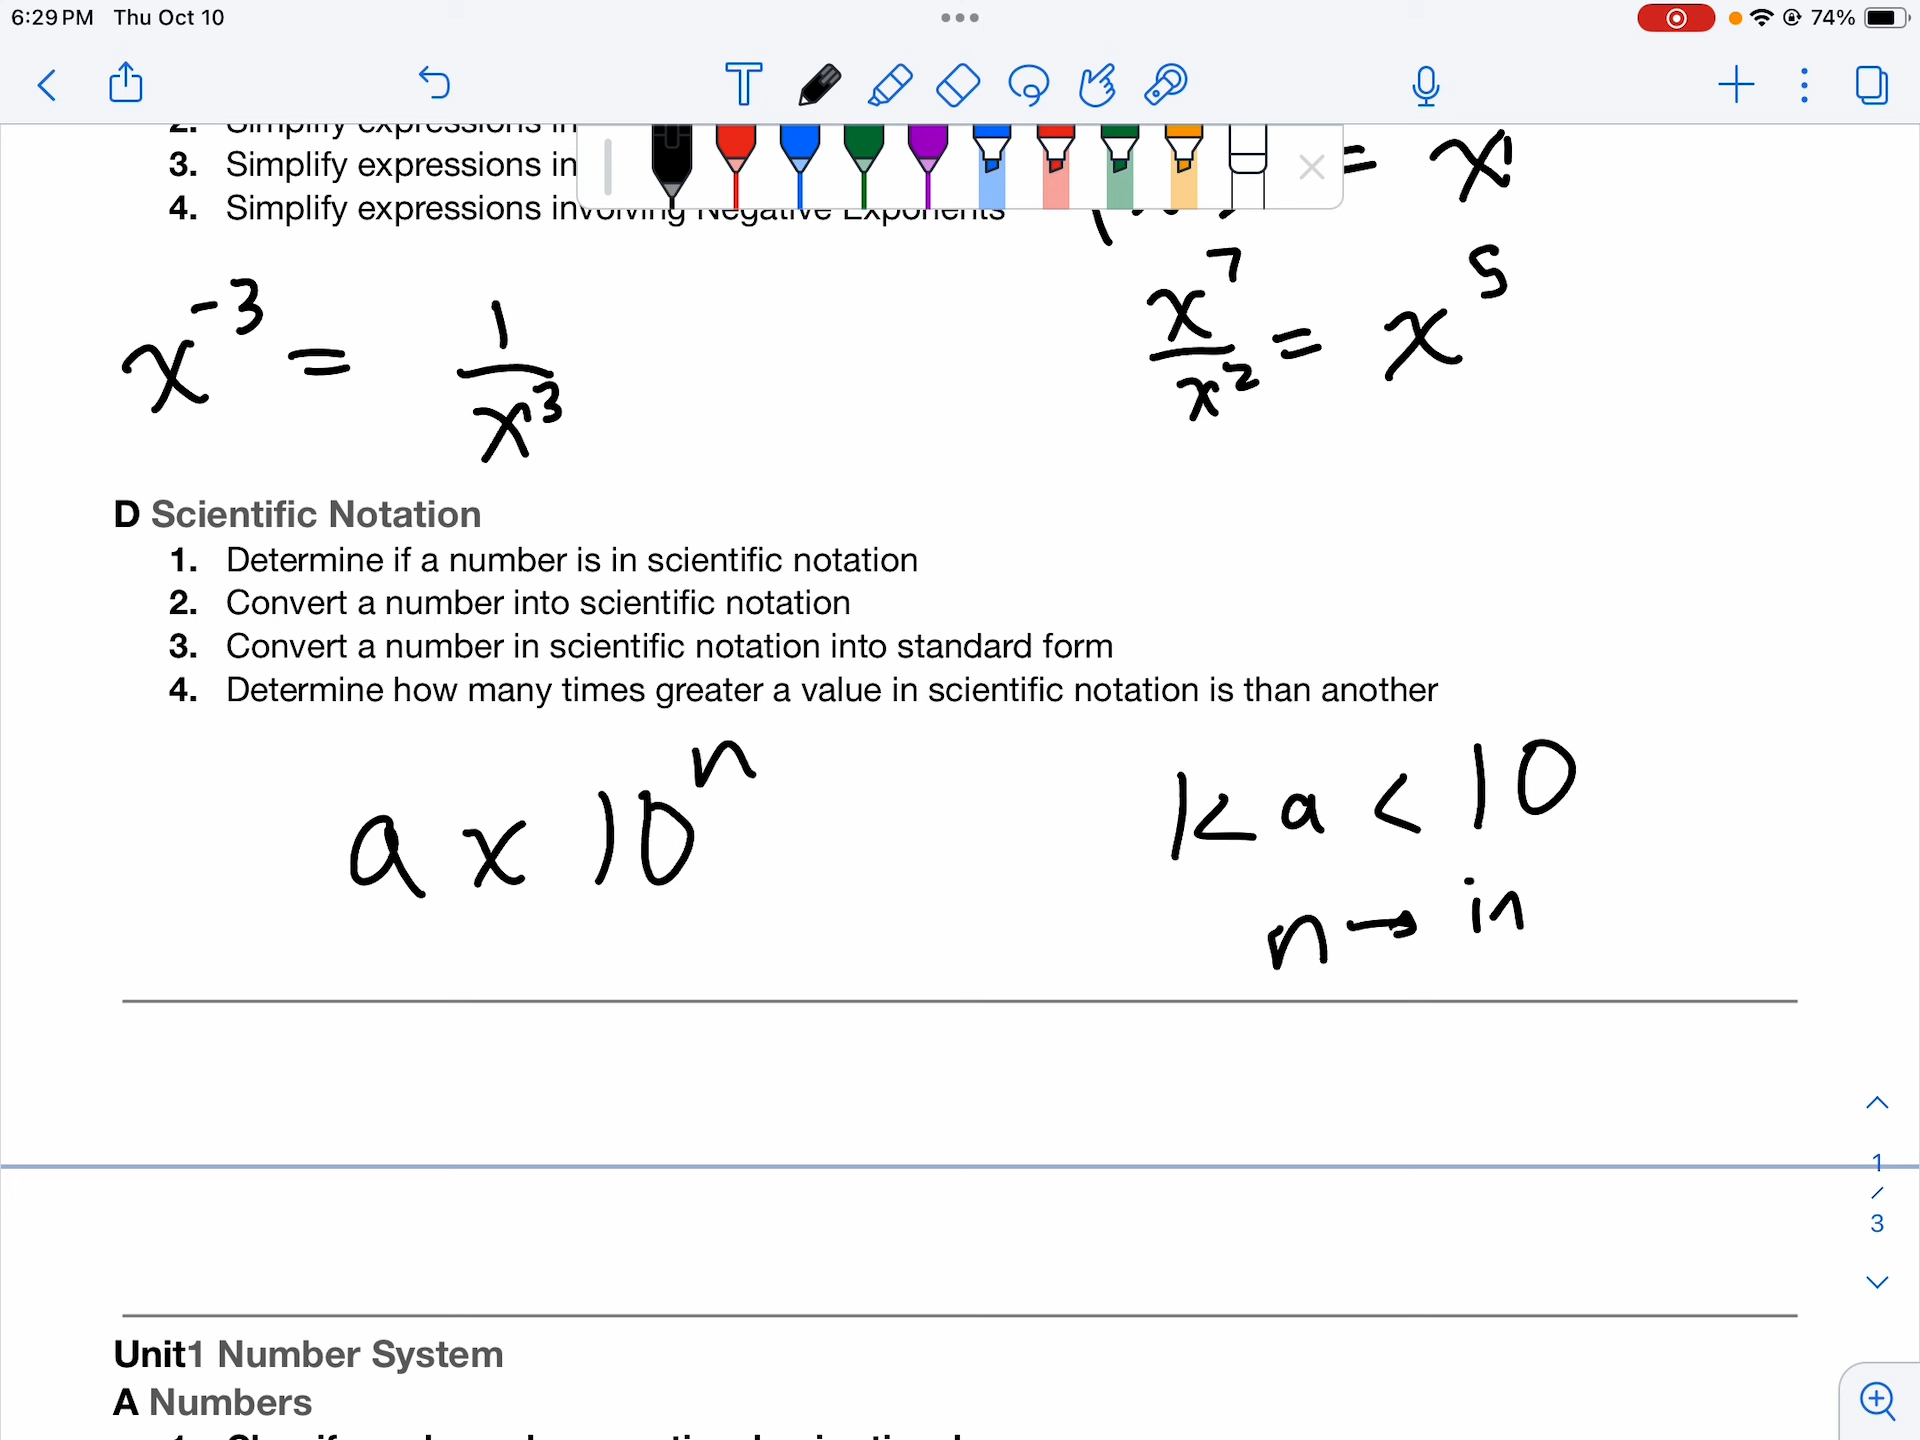 6:29 PM Thu Oct 10
74%
T
3. Simplify expressions in
4. Simplify expressions involving Negative Exponents
= x
x^-3 = 1/x^3
x^7/x^2 = x^5
D Scientific Notation
1. Determine if a number is in scientific notation
2. Convert a number into scientific notation
3. Convert a number in scientific notation into standard form
4. Determine how many times greater a value in scientific notation is than another
a x 10^n
1< a < 10
n → in
1
/
3
Unit1 Number System
A Numbers